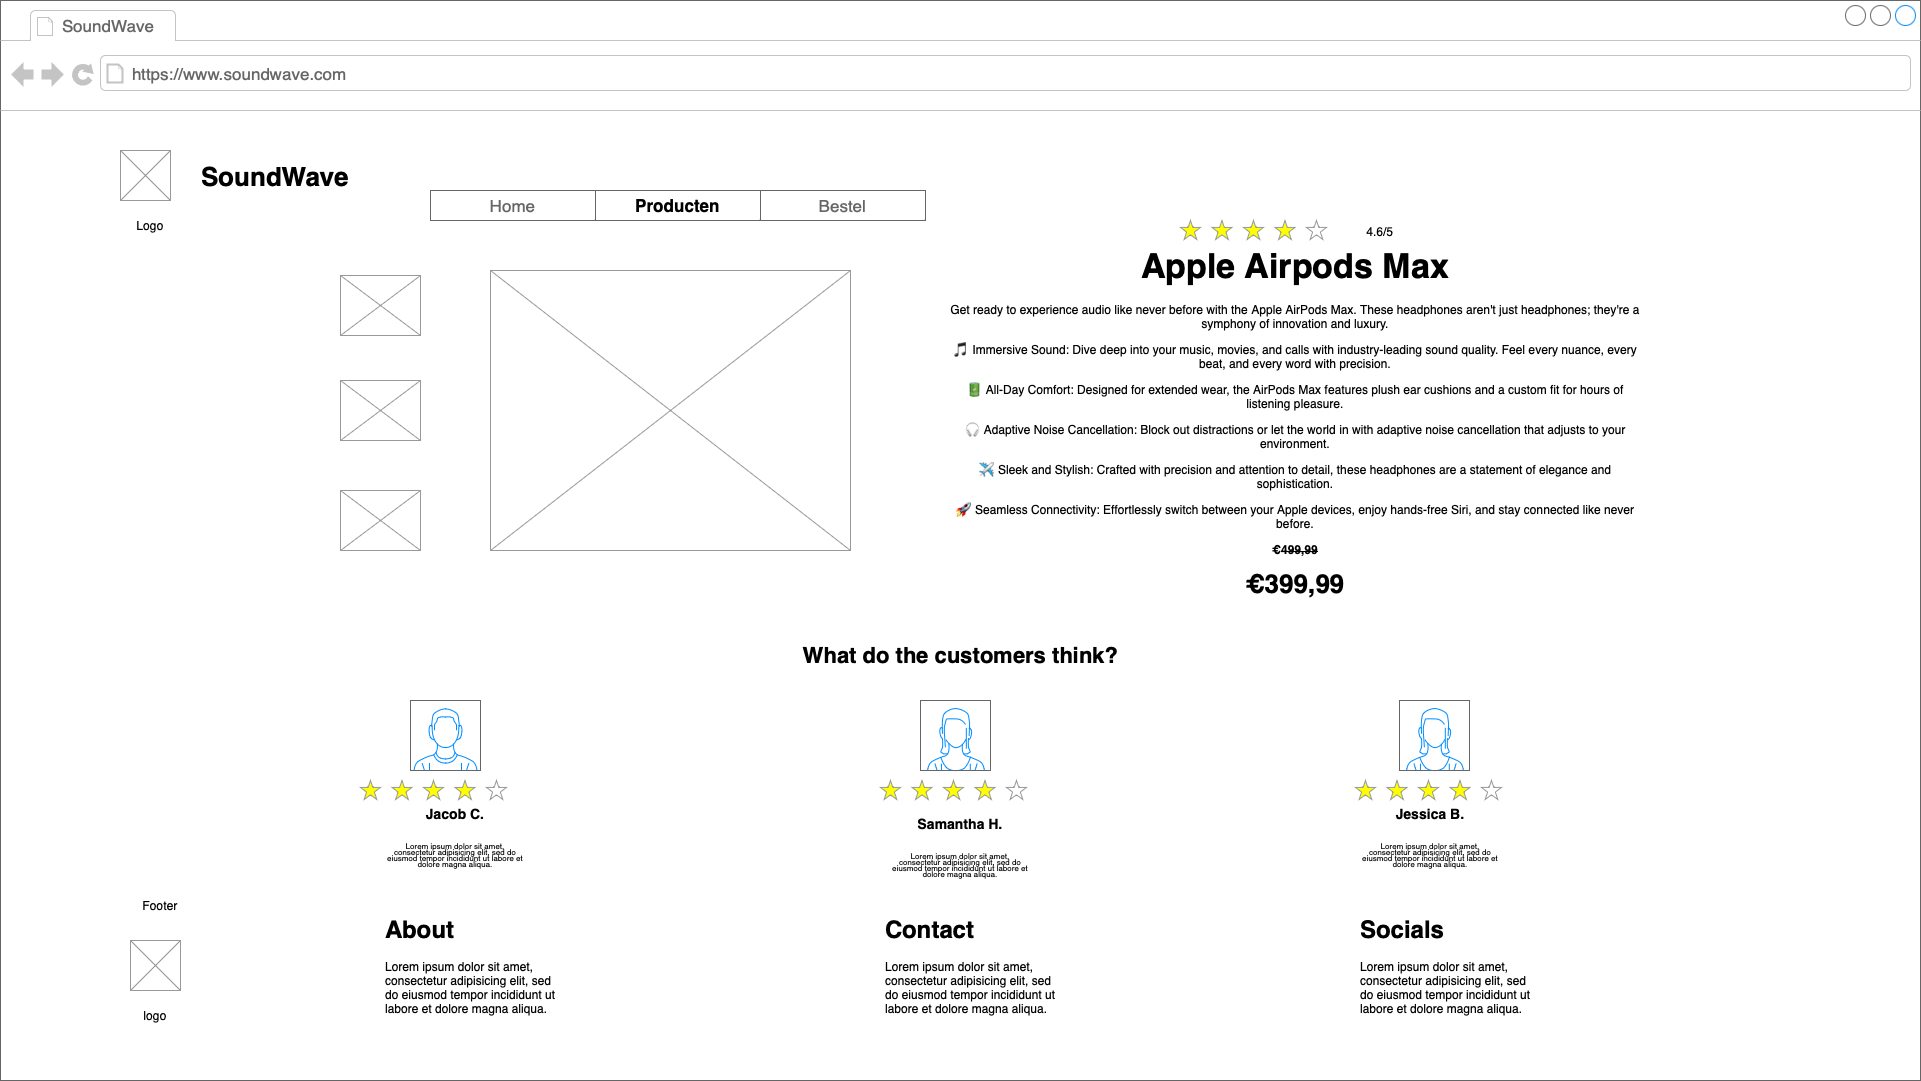 SoundWave
https://www.soundwave.com
SoundWave
Logo
Home
Producten
Bestel
4.6/5
Apple Airpods Max
Get ready to experience audio like never before with the Apple AirPods Max. These headphones aren't just headphones; they're a
symphony of innovation and luxury.
🎵 Immersive Sound: Dive deep into your music, movies, and calls with industry-leading sound quality. Feel every nuance, every
beat, and every word with precision.
🔋 All-Day Comfort: Designed for extended wear, the AirPods Max features plush ear cushions and a custom fit for hours of
listening pleasure.
🎧 Adaptive Noise Cancellation: Block out distractions or let the world in with adaptive noise cancellation that adjusts to your
environment.
✈️ Sleek and Stylish: Crafted with precision and attention to detail, these headphones are a statement of elegance and
sophistication.
🚀 Seamless Connectivity: Effortlessly switch between your Apple devices, enjoy hands-free Siri, and stay connected like never
before.
€499,99
€399,99
What do the customers think?
Jacob C.
Lorem ipsum dolor sit amet,
consectetur adipisicing elit, sed do
eiusmod tempor incididunt ut labore et
dolore magna aliqua.
Samantha H.
Lorem ipsum dolor sit amet,
consectetur adipisicing elit, sed do
eiusmod tempor incididunt ut labore et
dolore magna aliqua.
Jessica B.
Lorem ipsum dolor sit amet,
consectetur adipisicing elit, sed do
eiusmod tempor incididunt ut labore et
dolore magna aliqua.
Footer
logo
About
Lorem ipsum dolor sit amet,
consectetur adipisicing elit, sed
do eiusmod tempor incididunt ut
labore et dolore magna aliqua.
Contact
Lorem ipsum dolor sit amet,
consectetur adipisicing elit, sed
do eiusmod tempor incididunt ut
labore et dolore magna aliqua.
Socials
Lorem ipsum dolor sit amet,
consectetur adipisicing elit, sed
do eiusmod tempor incididunt ut
labore et dolore magna aliqua.